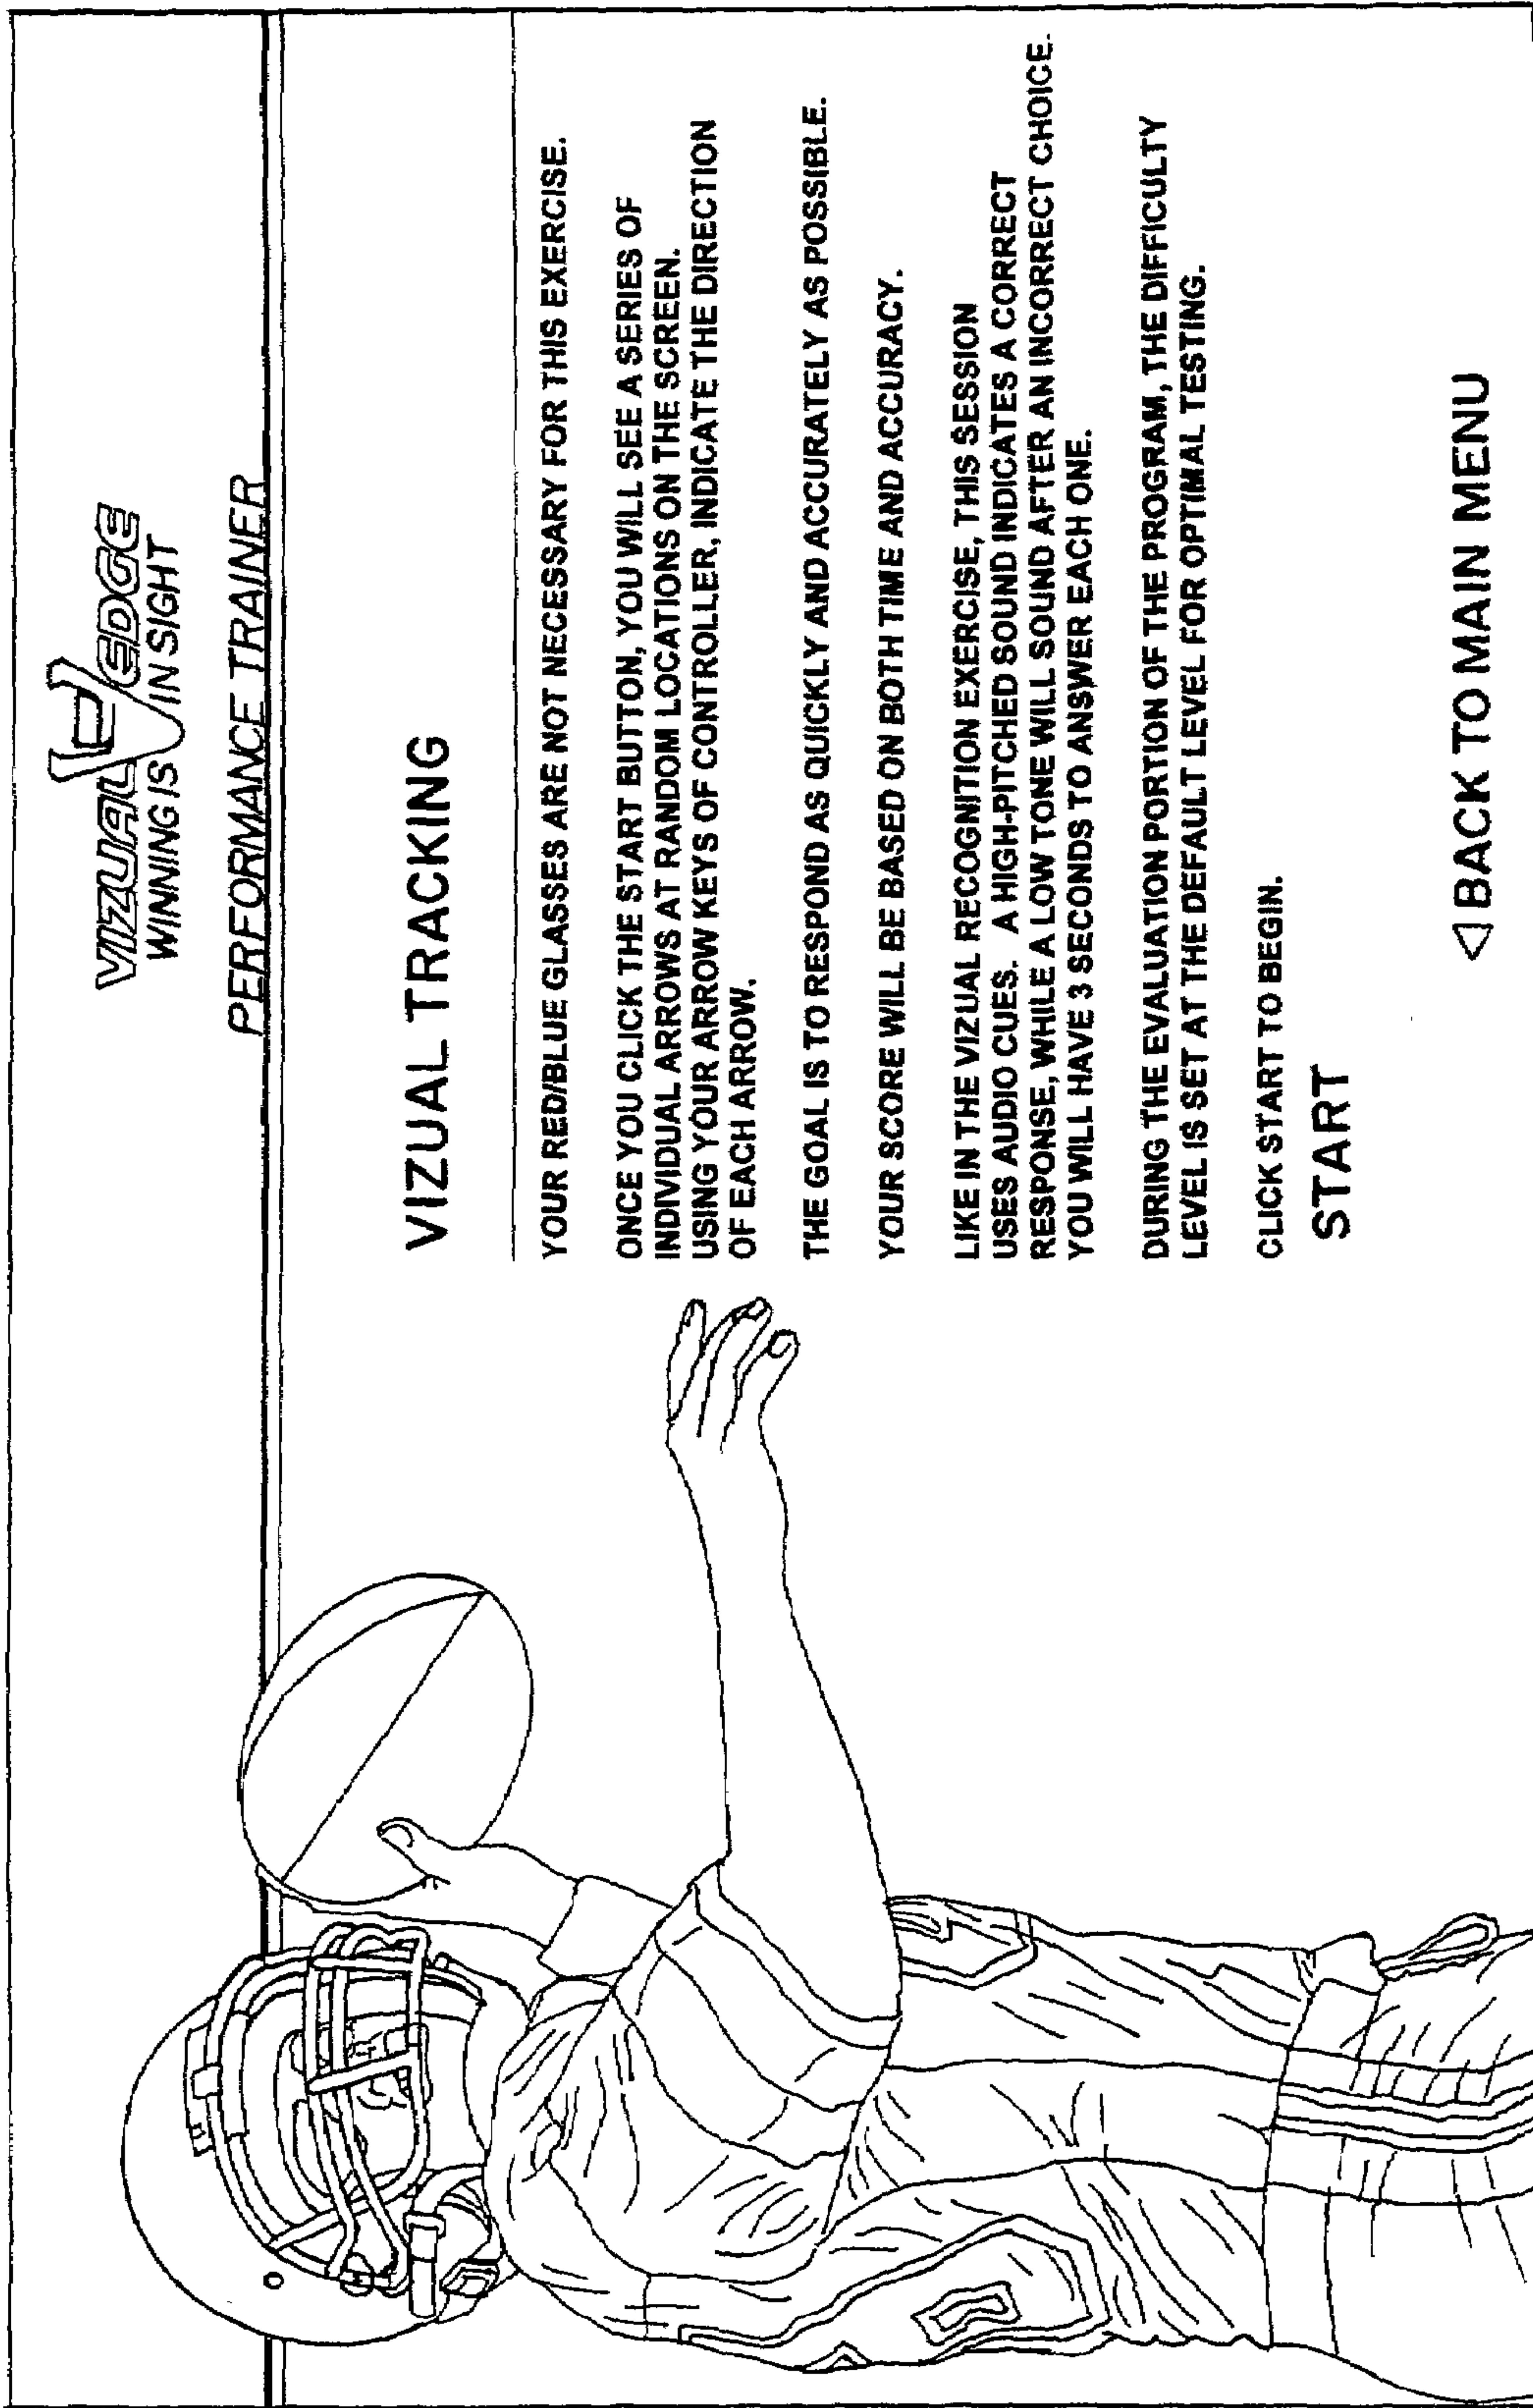 VIZUAL EDGE
WINNING IS IN SIGHT
PERFORMANCE TRAINER
VIZUAL TRACKING
YOUR RED/BLUE GLASSES ARE NOT NECESSARY FOR THIS EXERCISE.
ONCE YOU CLICK THE START BUTTON, YOU WILL SEE A SERIES OF
INDIVIDUAL ARROWS AT RANDOM LOCATIONS ON THE SCREEN.
USING YOUR ARROW KEYS OF CONTROLLER, INDICATE THE DIRECTION
OF EACH ARROW.
THE GOAL IS TO RESPOND AS QUICKLY AND ACCURATELY AS POSSIBLE.
YOUR SCORE WILL BE BASED ON BOTH TIME AND ACCURACY.
LIKE IN THE VIZUAL RECOGNITION EXERCISE, THIS SESSION
USES AUDIO CUES. A HIGH-PITCHED SOUND INDICATES A CORRECT
RESPONSE, WHILE A LOW TONE WILL SOUND AFTER AN INCORRECT CHOICE.
YOU WILL HAVE 3 SECONDS TO ANSWER EACH ONE.
DURING THE EVALUATION PORTION OF THE PROGRAM, THE DIFFICULTY
LEVEL IS SET AT THE DEFAULT LEVEL FOR OPTIMAL TESTING.
CLICK START TO BEGIN.
START
◁ BACK TO MAIN MENU